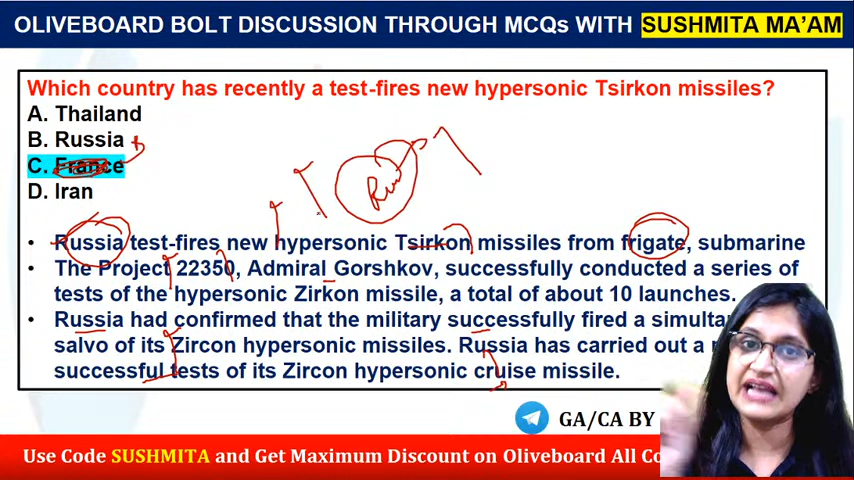 OLIVEBOARD BOLT DISCUSSION THROUGH MCQs WITH SUSHMITA MA'AM
Which country has recently a test-fires new hypersonic Tsirkon missiles?
A. Thailand
B. Russia
C. France
D. Iran
• Russia test-fires new hypersonic Tsirkon missiles from frigate, submarine
• The Project 22350, Admiral Gorshkov, successfully conducted a series of
tests of the hypersonic Zirkon missile, a total of about 10 launches.
• Russia had confirmed that the military successfully fired a
salvo of its Zircon hypersonic missiles. Russia has carried out a
successful tests of its Zircon hypersonic cruise missile.
GA/CA BY
Use Code SUSHMITA and Get Maximum Discount on Oliveboard All